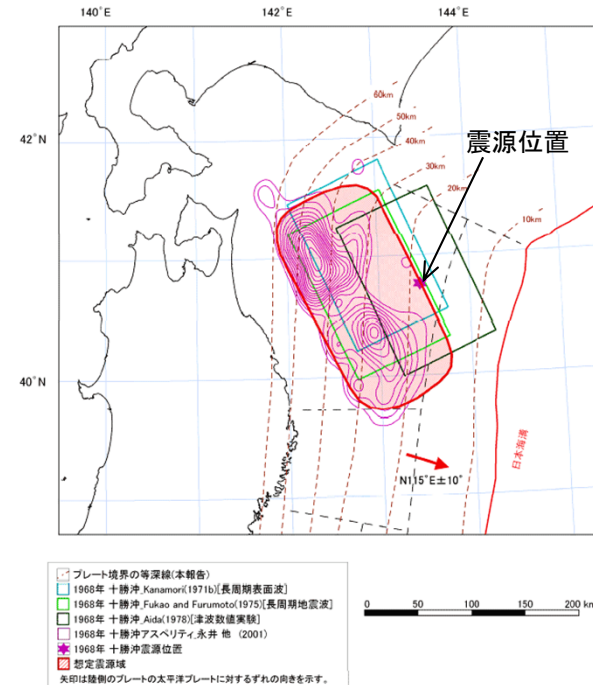 140°E
142°E
144°E
42°N
40°N
60km
50km
40km
30km
20km
10km
震源位置
日本海溝
N115°E±10°
プレート境界の等深線(本報告)
1968年 十勝沖_Kanamori(1971b)[長周期表面波]
1968年 十勝沖_Fukao and Furumoto(1975)[長周期地震波]
1968年 十勝沖_Aida(1978)[津波数値実験]
1968年 十勝沖アスペリティ_永井 他 (2001)
1968年 十勝沖震源位置
想定震源域
矢印は陸側のプレートの太平洋プレートに対するずれの向きを示す。
0 50 100 150 200 km